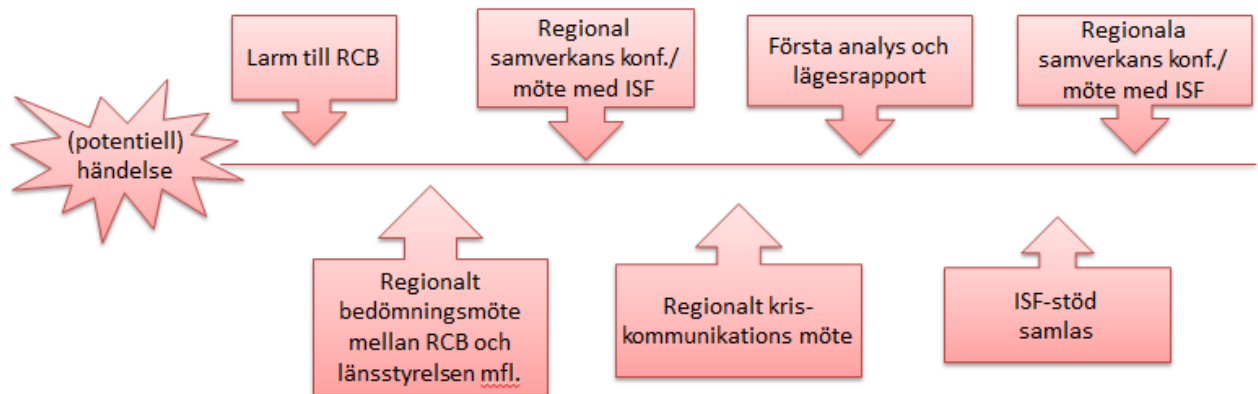 (potentiell)
händelse
Larm till RCB
Regional
samverkans konf./
möte med ISF
Första analys och
lägesrapport
Regionala
samverkans konf./
möte med ISF
Regionalt
bedömningsmöte
mellan RCB och
länsstyrelsen mfl.
Regionalt kris-
kommunikations möte
ISF-stöd
samlas